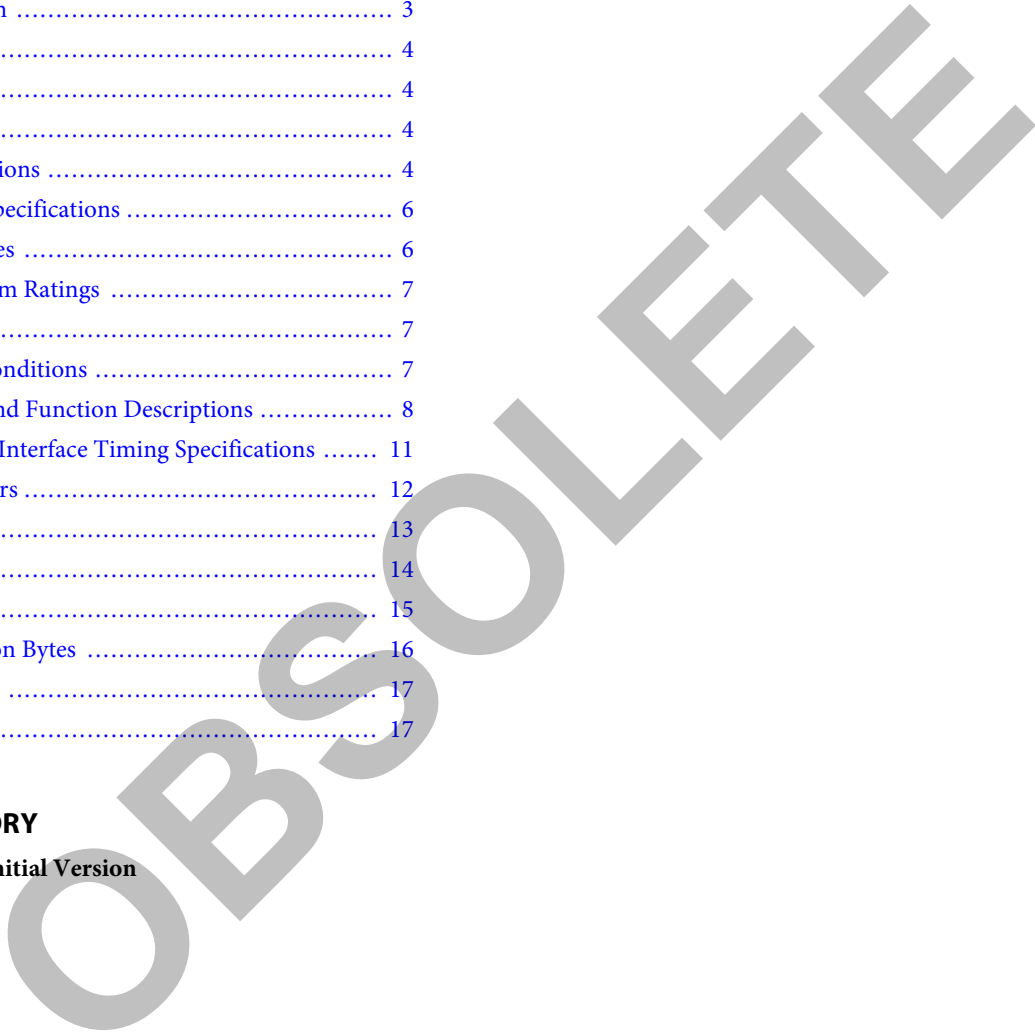 ........ 3
........ 4
........ 4
........ 4
ions ........ 4
pecifications ........ 6
es ........ 6
m Ratings ........ 7
........ 7
onditions ........ 7
nd Function Descriptions ........ 8
Interface Timing Specifications ....... 11
rs ........ 12
........ 13
........ 14
........ 15
on Bytes ........ 16
........ 17
........ 17
ORY
nitial Version
OBSOLETE